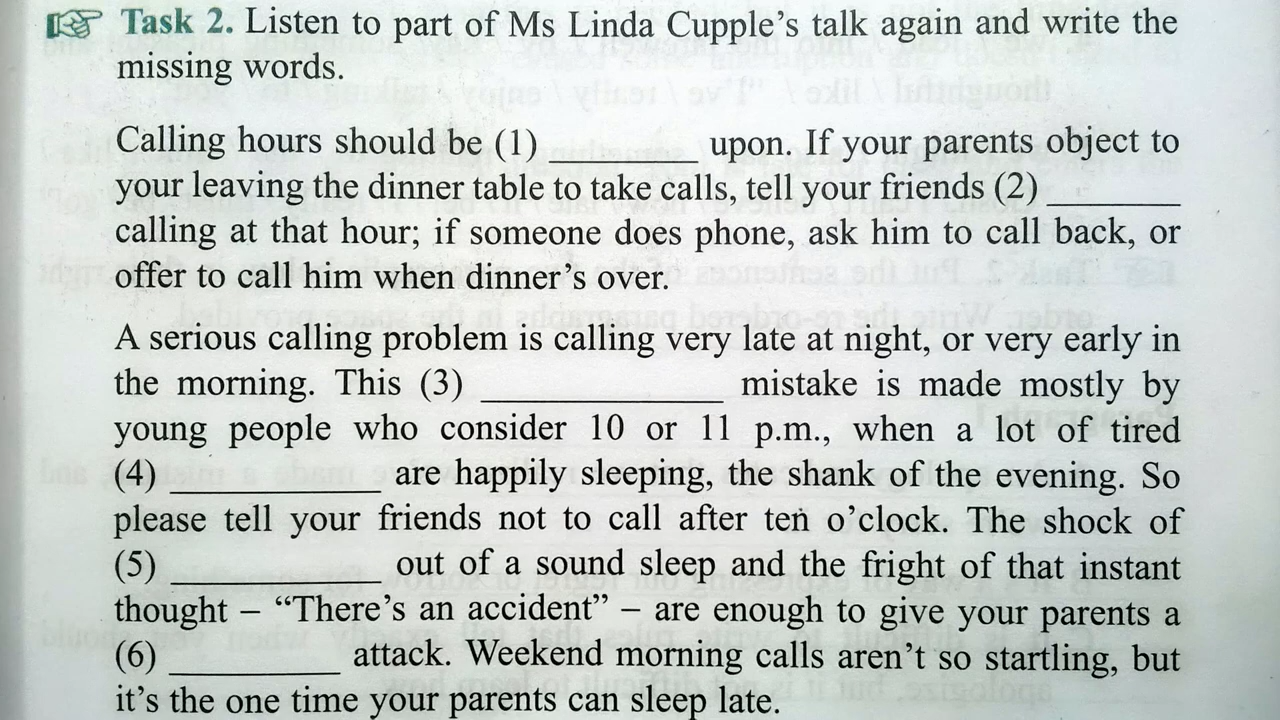 Task 2. Listen to part of Ms Linda Cupple's talk again and write the
missing words.
Calling hours should be (1) __________ upon. If your parents object to
your leaving the dinner table to take calls, tell your friends (2) ________
calling at that hour; if someone does phone, ask him to call back, or
offer to call him when dinner's over.
A serious calling problem is calling very late at night, or very early in
the morning. This (3) ______________ mistake is made mostly by
young people who consider 10 or 11 p.m., when a lot of tired
(4) ____________ are happily sleeping, the shank of the evening. So
please tell your friends not to call after ten o'clock. The shock of
(5) _____________ out of a sound sleep and the fright of that instant
thought – “There's an accident” – are enough to give your parents a
(6) __________ attack. Weekend morning calls aren't so startling, but
it's the one time your parents can sleep late.